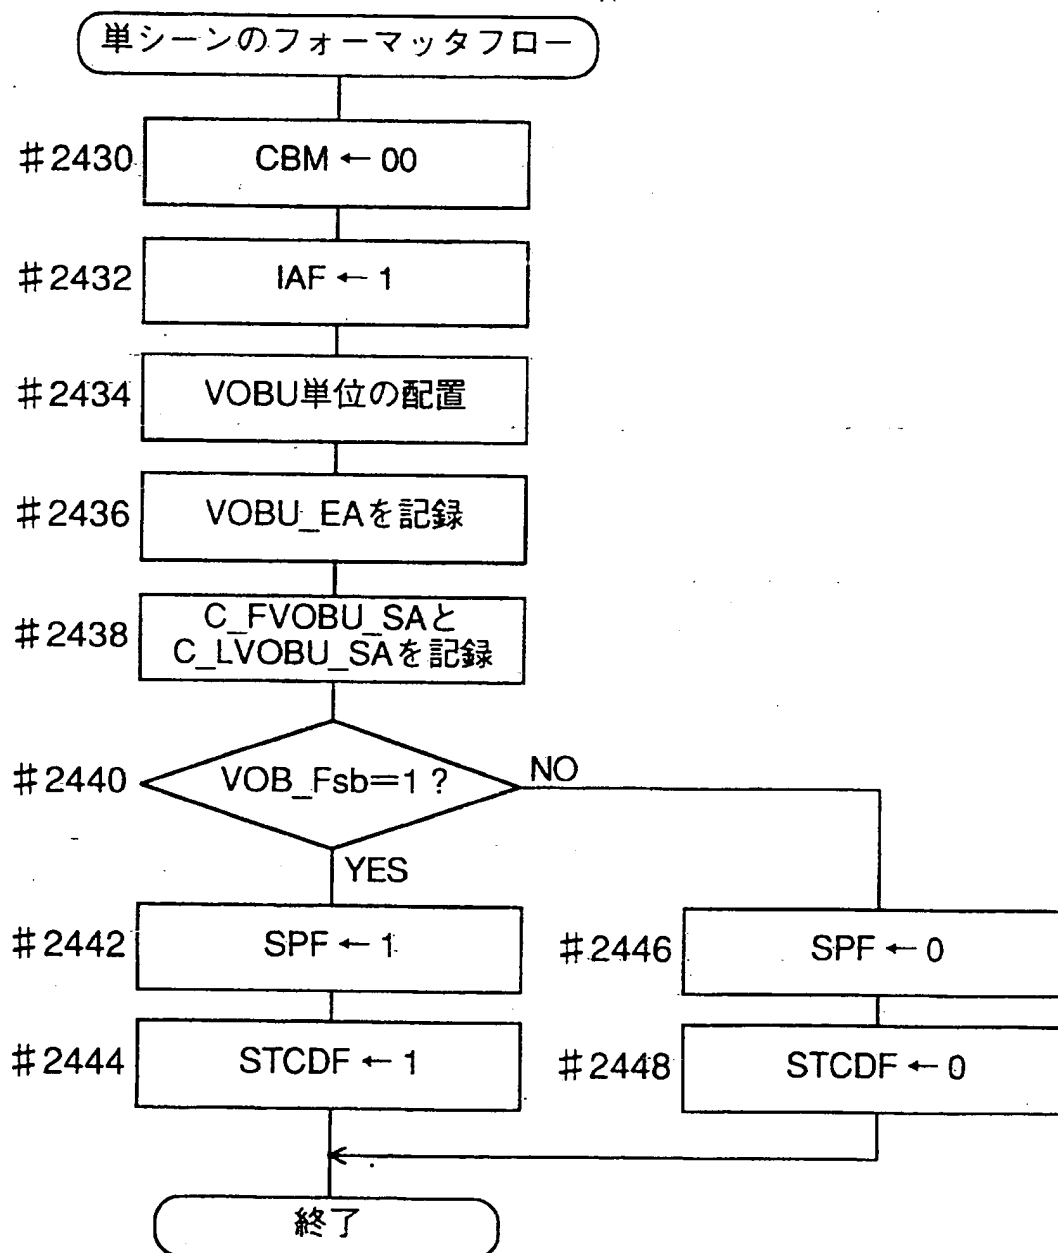 単シーンのフォーマッタフロー
#2430 CBM ← 00
#2432 IAF ← 1
#2434 VOBU単位の配置
#2436 VOBU_EAを記録
#2438 C_FVOBU_SAと
C_LVOBU_SAを記録
#2440 VOB_Fsb=1 ? NO
YES
#2442 SPF ← 1
#2446 SPF ← 0
#2444 STCDF ← 1
#2448 STCDF ← 0
終了